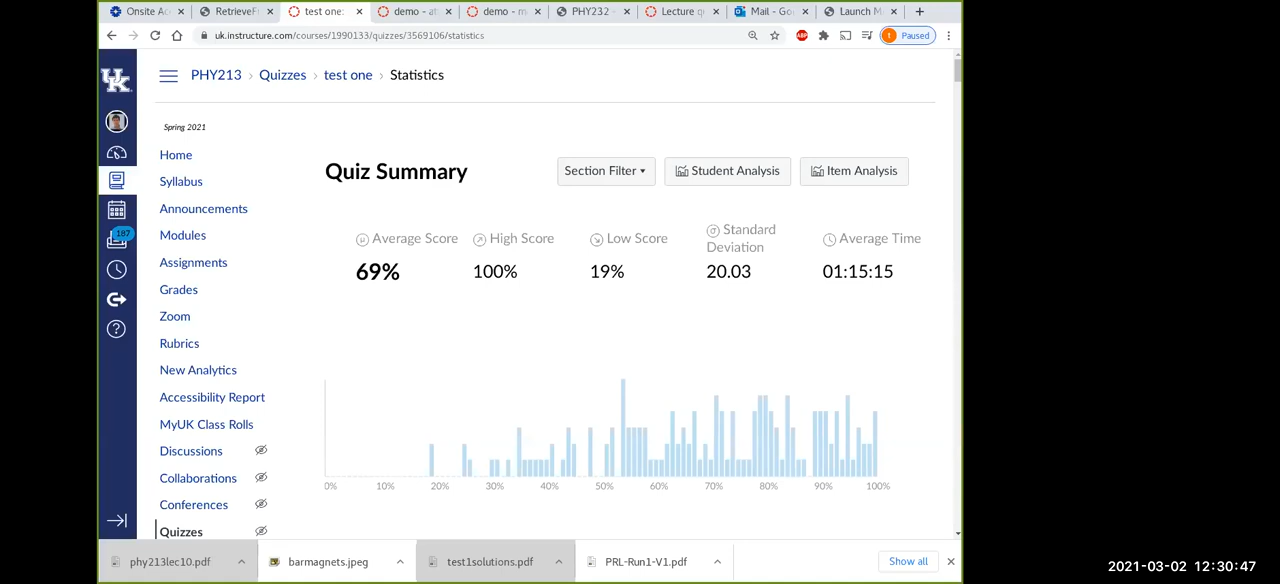 Onsite Ac
RetrieveFi
test one:
demo - at
demo - m
PHY232 -
Lecture q
Mail - Go
Launch M
uk.instructure.com/courses/1990133/quizzes/3569106/statistics
ABP
t Paused
UK
PHY213 › Quizzes › test one › Statistics
Spring 2021
Home
Syllabus
Announcements
Modules
Assignments
Grades
Zoom
Rubrics
New Analytics
Accessibility Report
MyUK Class Rolls
Discussions
Collaborations
Conferences
Quizzes
187
Quiz Summary
Section Filter
Student Analysis
Item Analysis
Average Score
69%
High Score
100%
Low Score
19%
Standard
Deviation
20.03
Average Time
01:15:15
0% 10% 20% 30% 40% 50% 60% 70% 80% 90% 100%
phy213lec10.pdf
barmagnets.jpeg
test1solutions.pdf
PRL-Run1-V1.pdf
Show all
2021-03-02 12:30:47